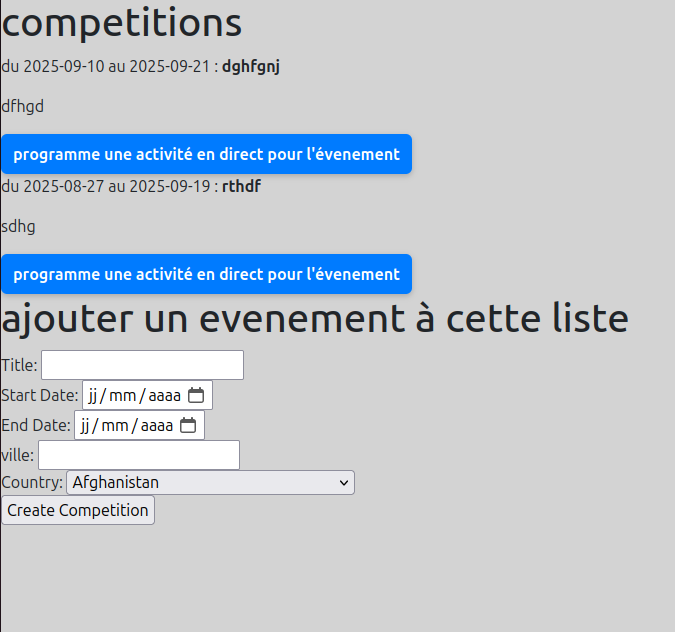 competitions
du 2025-09-10 au 2025-09-21 : dghfgnj
dfhgd
programme une activité en direct pour l'évenement
du 2025-08-27 au 2025-09-19 : rthdf
sdhg
programme une activité en direct pour l'évenement
ajouter un evenement à cette liste
Title:
Start Date: jj/mm/aaaa
End Date: jj/mm/aaaa
ville:
Country: Afghanistan
Create Competition